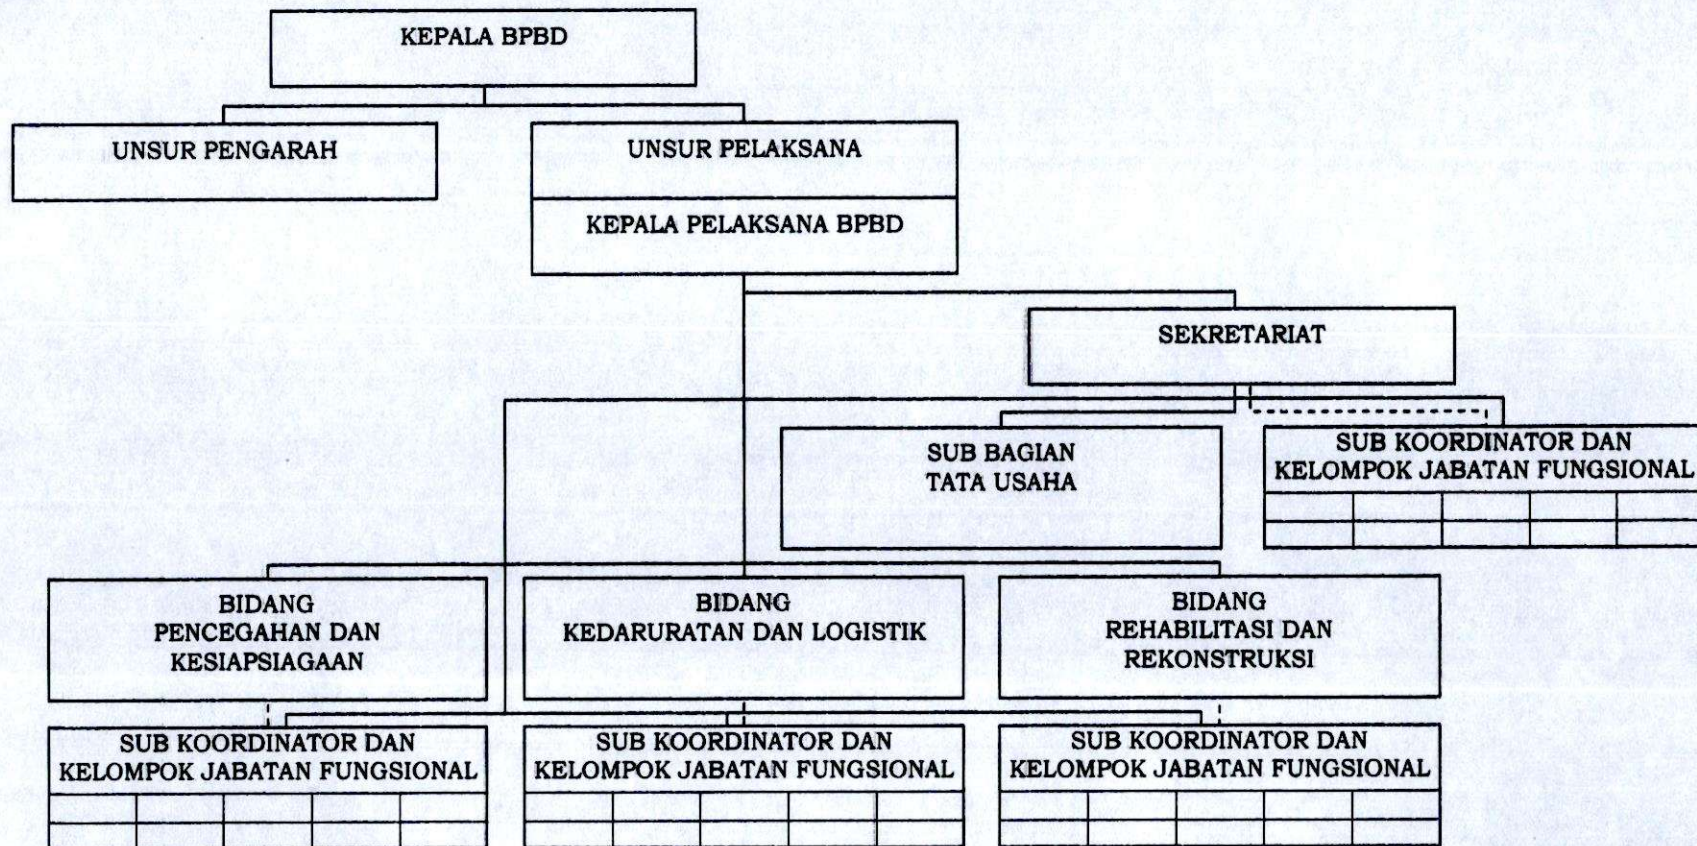 KEPALA BPBD
UNSUR PENGARAH
UNSUR PELAKSANA
KEPALA PELAKSANA BPBD
SEKRETARIAT
SUB BAGIAN
TATA USAHA
SUB KOORDINATOR DAN
KELOMPOK JABATAN FUNGSIONAL
BIDANG
PENCEGAHAN DAN
KESIAPSIAGAAN
BIDANG
KEDARURATAN DAN LOGISTIK
BIDANG
REHABILITASI DAN
REKONSTRUKSI
SUB KOORDINATOR DAN
KELOMPOK JABATAN FUNGSIONAL
SUB KOORDINATOR DAN
KELOMPOK JABATAN FUNGSIONAL
SUB KOORDINATOR DAN
KELOMPOK JABATAN FUNGSIONAL